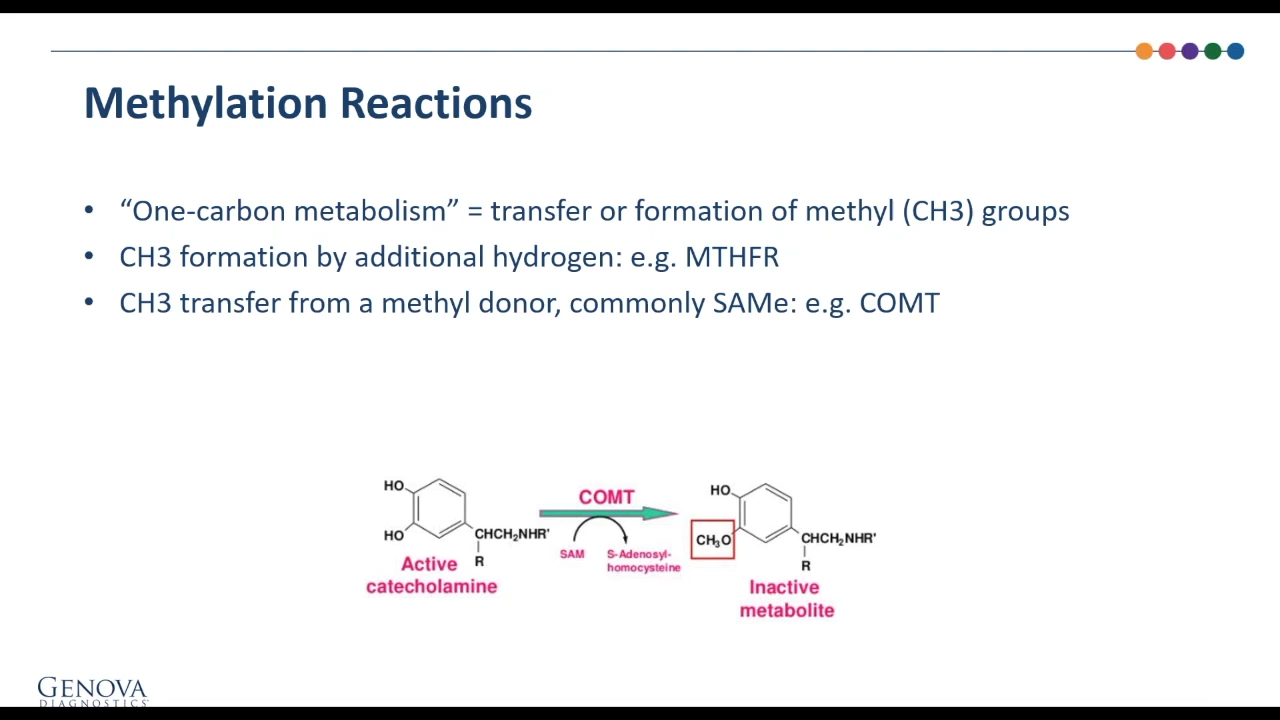 Methylation Reactions
• “One-carbon metabolism” = transfer or formation of methyl (CH3) groups
• CH3 formation by additional hydrogen: e.g. MTHFR
• CH3 transfer from a methyl donor, commonly SAMe: e.g. COMT
HO
HO
CHCH₂NHR'
R
Active
catecholamine
COMT
SAM
S-Adenosyl-
homocysteine
HO
CH₃O
CHCH₂NHR'
R
Inactive
metabolite
GENOVA
DIAGNOSTICS